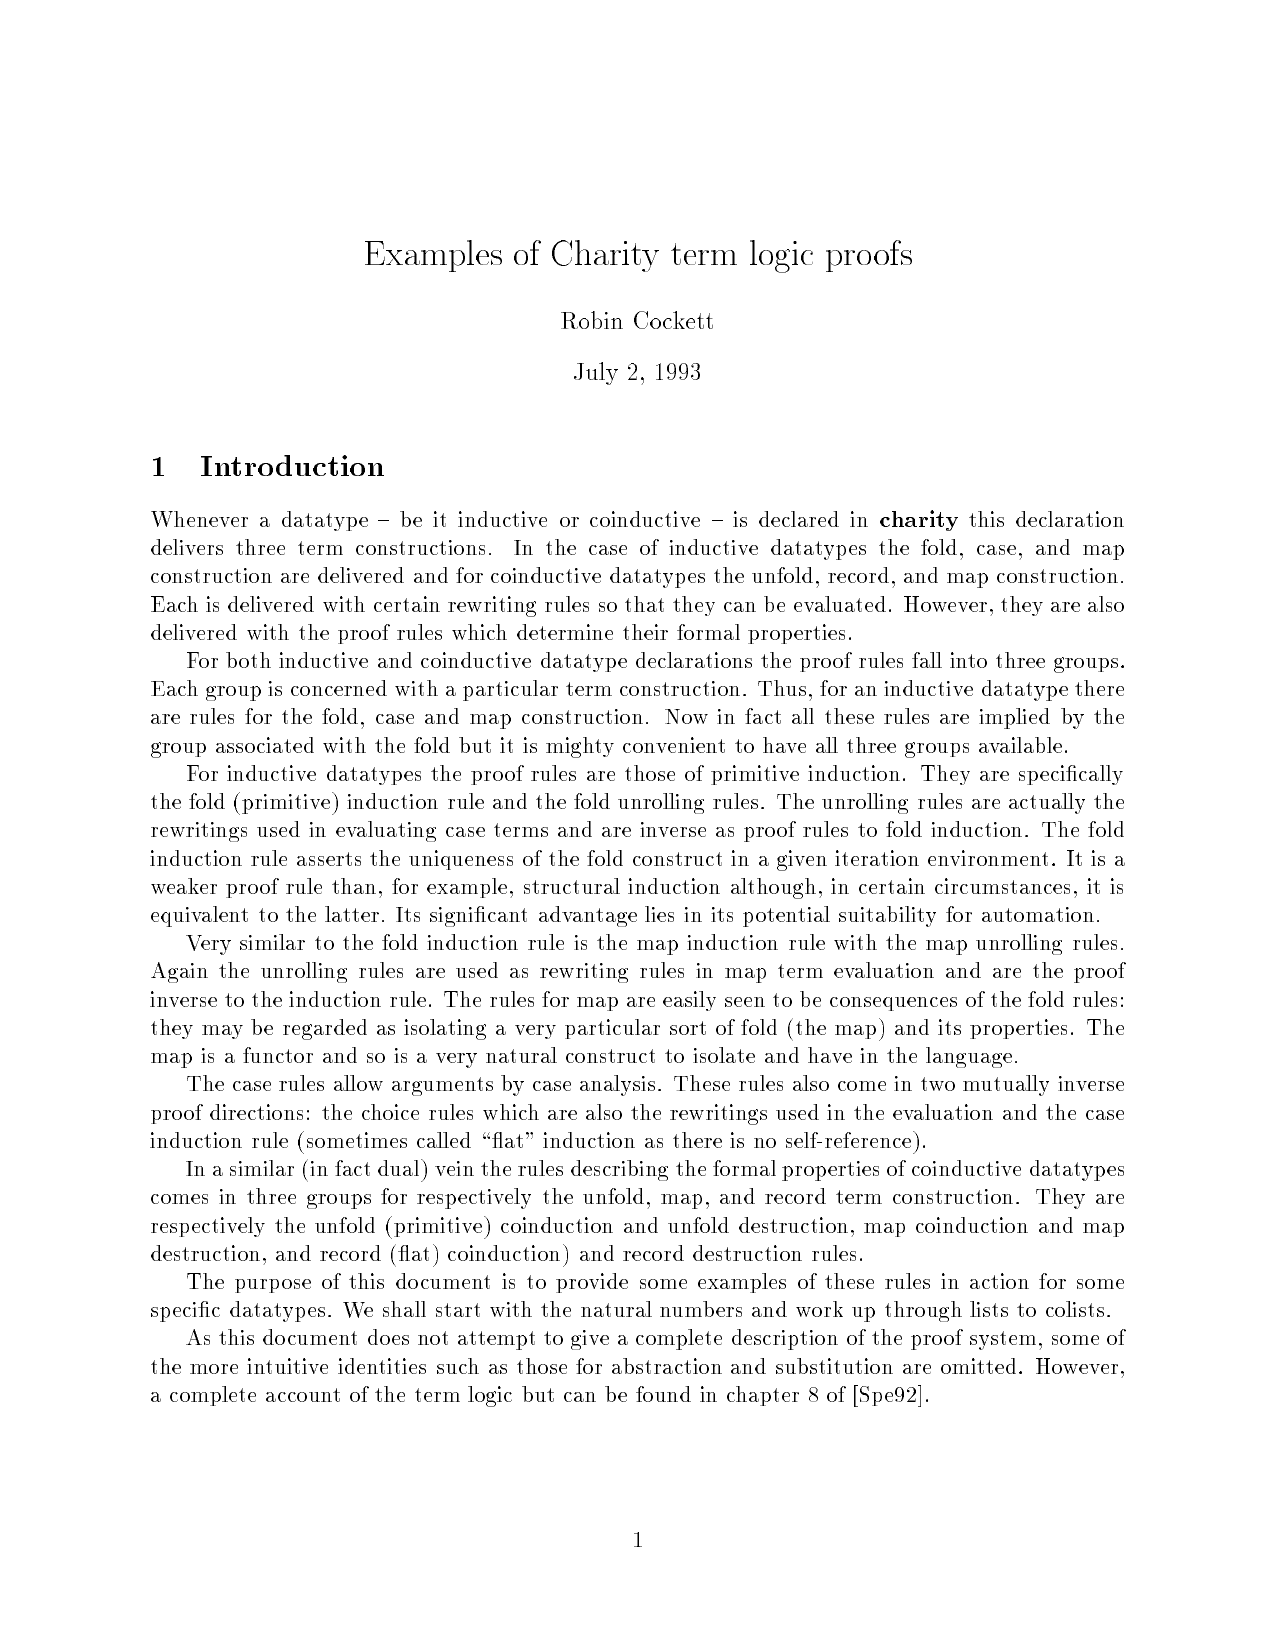 Examples of Charity term logic proofs
Robin Cockett
July 2, 1993
1 Introduction
Whenever a datatype – be it inductive or coinductive – is declared in charity this declaration
delivers three term constructions. In the case of inductive datatypes the fold, case, and map
construction are delivered and for coinductive datatypes the unfold, record, and map construction.
Each is delivered with certain rewriting rules so that they can be evaluated. However, they are also
delivered with the proof rules which determine their formal properties.
For both inductive and coinductive datatype declarations the proof rules fall into three groups.
Each group is concerned with a particular term construction. Thus, for an inductive datatype there
are rules for the fold, case and map construction. Now in fact all these rules are implied by the
group associated with the fold but it is mighty convenient to have all three groups available.
For inductive datatypes the proof rules are those of primitive induction. They are specifically
the fold (primitive) induction rule and the fold unrolling rules. The unrolling rules are actually the
rewritings used in evaluating case terms and are inverse as proof rules to fold induction. The fold
induction rule asserts the uniqueness of the fold construct in a given iteration environment. It is a
weaker proof rule than, for example, structural induction although, in certain circumstances, it is
equivalent to the latter. Its significant advantage lies in its potential suitability for automation.
Very similar to the fold induction rule is the map induction rule with the map unrolling rules.
Again the unrolling rules are used as rewriting rules in map term evaluation and are the proof
inverse to the induction rule. The rules for map are easily seen to be consequences of the fold rules:
they may be regarded as isolating a very particular sort of fold (the map) and its properties. The
map is a functor and so is a very natural construct to isolate and have in the language.
The case rules allow arguments by case analysis. These rules also come in two mutually inverse
proof directions: the choice rules which are also the rewritings used in the evaluation and the case
induction rule (sometimes called “flat” induction as there is no self-reference).
In a similar (in fact dual) vein the rules describing the formal properties of coinductive datatypes
comes in three groups for respectively the unfold, map, and record term construction. They are
respectively the unfold (primitive) coinduction and unfold destruction, map coinduction and map
destruction, and record (flat) coinduction) and record destruction rules.
The purpose of this document is to provide some examples of these rules in action for some
specific datatypes. We shall start with the natural numbers and work up through lists to colists.
As this document does not attempt to give a complete description of the proof system, some of
the more intuitive identities such as those for abstraction and substitution are omitted. However,
a complete account of the term logic but can be found in chapter 8 of [Spe92].
1